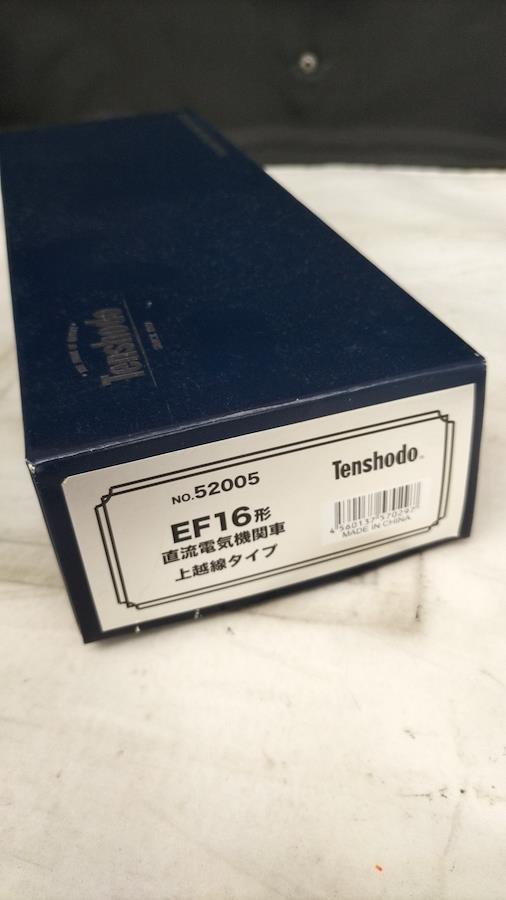 Tenshodo
NO.52005
Tenshodo
EF16形
直流電気機関車
上越線タイプ
4560137570297
MADE IN CHINA